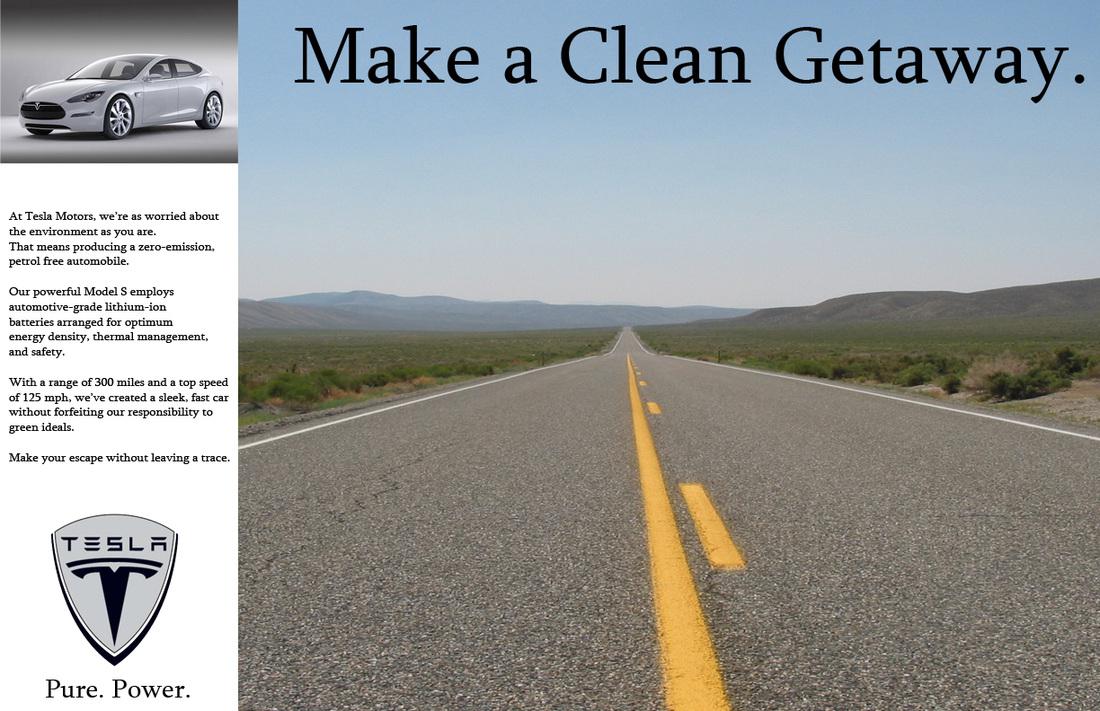 Make a Clean Getaway.
At Tesla Motors, we're as worried about
the environment as you are.
That means producing a zero-emission,
petrol free automobile.
Our powerful Model S employs
automotive-grade lithium-ion
batteries arranged for optimum
energy density, thermal management,
and safety.
With a range of 300 miles and a top speed
of 125 mph, we've created a sleek, fast car
without forfeiting our responsibility to
green ideals.
Make your escape without leaving a trace.
TESLA
Pure. Power.